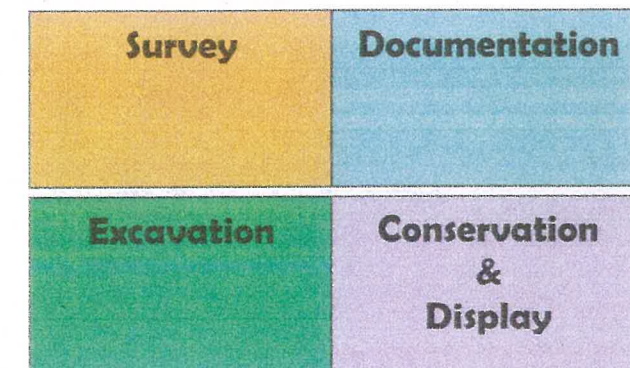 Survey
Documentation
Excavation
Conservation
&
Display